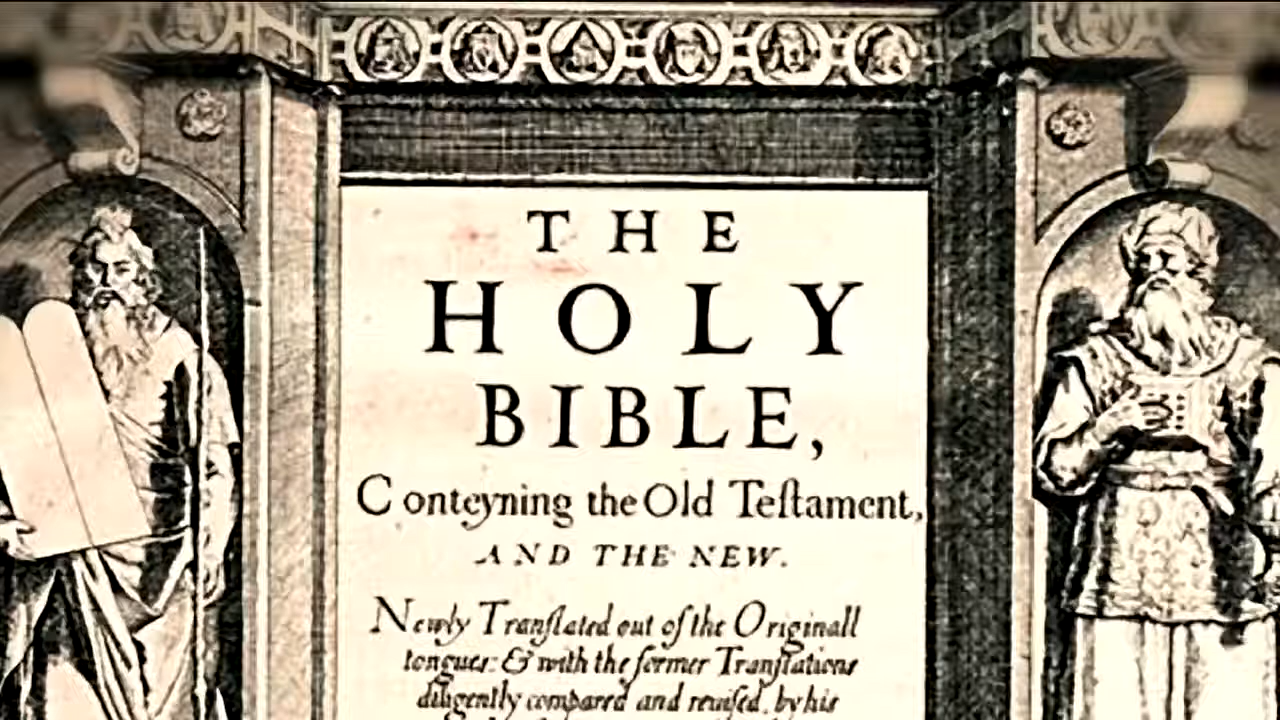 THE
HOLY
BIBLE,
Conteyning the Old Teſtament,
AND THE NEW.
Newly Tranſlated out of the Originall
tongues: & with the former Tranſlations
diligently compared and reuiſed, by his